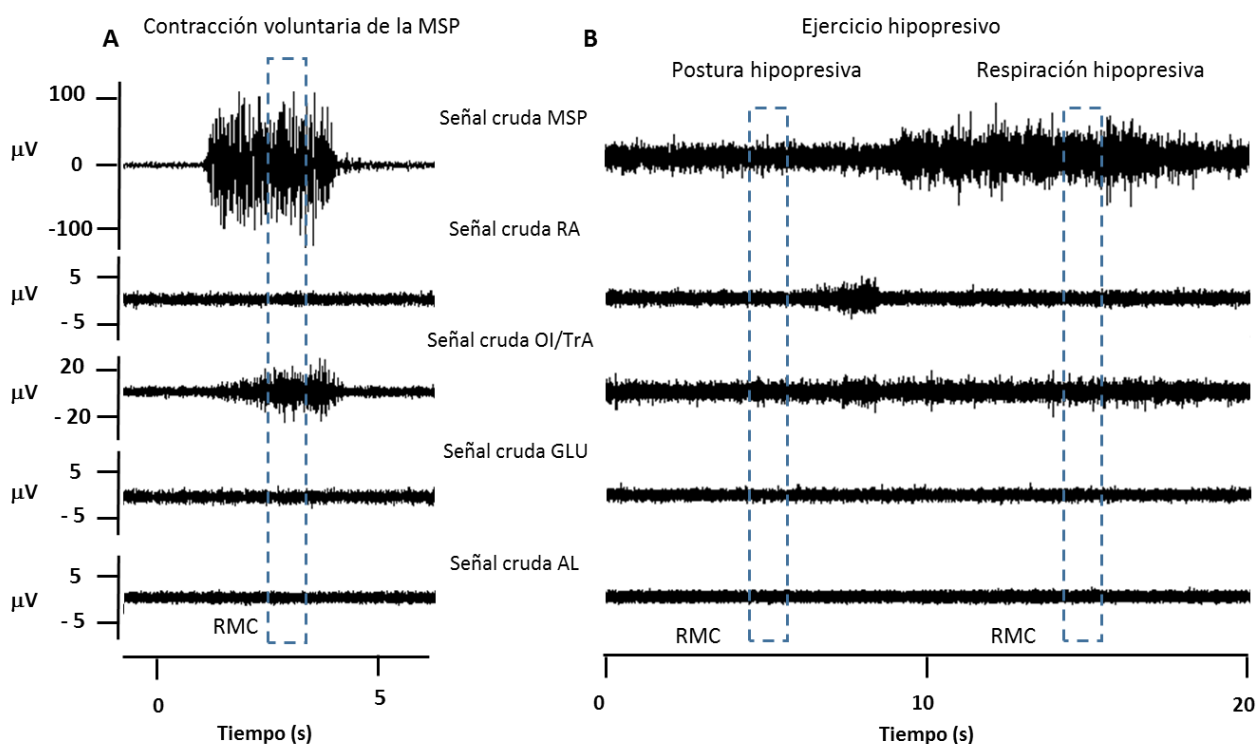 A
Contracción voluntaria de la MSP
B
Ejercicio hipopresivo
Postura hipopresiva
Respiración hipopresiva
100
μV
0
-100
Señal cruda MSP
Señal cruda RA
5
μV
- 5
Señal cruda OI/TrA
20
μV
-20
Señal cruda GLU
5
μV
- 5
Señal cruda AL
5
μV
- 5
RMC
RMC
RMC
0
5
Tiempo (s)
0
10
20
Tiempo (s)